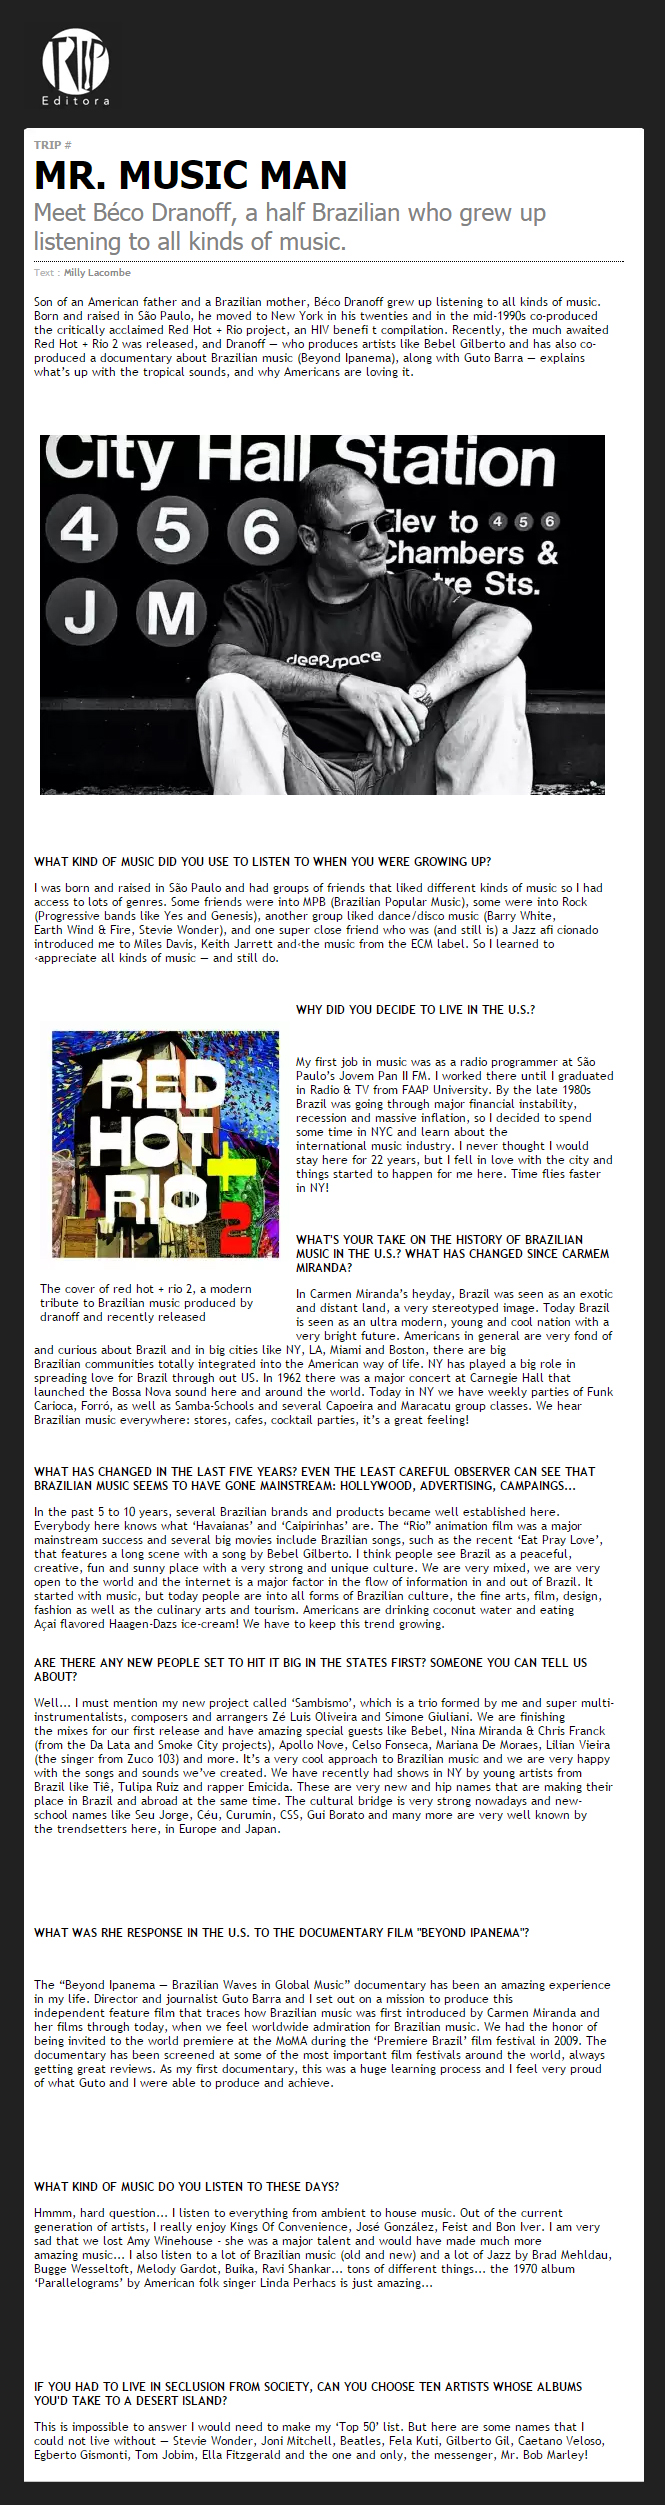 TRIP
Editora
TRIP #
MR. MUSIC MAN
Meet Béco Dranoff, a half Brazilian who grew up
listening to all kinds of music.
Text : Milly Lacombe
Son of an American father and a Brazilian mother, Béco Dranoff grew up listening to all kinds of music.
Born and raised in São Paulo, he moved to New York in his twenties and in the mid-1990s co-produced
the critically acclaimed Red Hot + Rio project, an HIV benefi t compilation. Recently, the much awaited
Red Hot + Rio 2 was released, and Dranoff — who produces artists like Bebel Gilberto and has also co-
produced a documentary about Brazilian music (Beyond Ipanema), along with Guto Barra — explains
what's up with the tropical sounds, and why Americans are loving it.
City Hall Station
4 5 6
Elev to 4 5 6
Chambers &
tre Sts.
J M
deepspace
WHAT KIND OF MUSIC DID YOU USE TO LISTEN TO WHEN YOU WERE GROWING UP?
I was born and raised in São Paulo and had groups of friends that liked different kinds of music so I had
access to lots of genres. Some friends were into MPB (Brazilian Popular Music), some were into Rock
(Progressive bands like Yes and Genesis), another group liked dance/disco music (Barry White,
Earth Wind & Fire, Stevie Wonder), and one super close friend who was (and still is) a Jazz afi cionado
introduced me to Miles Davis, Keith Jarrett and‹the music from the ECM label. So I learned to
‹appreciate all kinds of music — and still do.
WHY DID YOU DECIDE TO LIVE IN THE U.S.?
RED
HOT
+
RIO
2
My first job in music was as a radio programmer at São
Paulo's Jovem Pan II FM. I worked there until I graduated
in Radio & TV from FAAP University. By the late 1980s
Brazil was going through major financial instability,
recession and massive inflation, so I decided to spend
some time in NYC and learn about the
international music industry. I never thought I would
stay here for 22 years, but I fell in love with the city and
things started to happen for me here. Time flies faster
in NY!
The cover of red hot + rio 2, a modern
tribute to Brazilian music produced by
dranoff and recently released
WHAT'S YOUR TAKE ON THE HISTORY OF BRAZILIAN
MUSIC IN THE U.S.? WHAT HAS CHANGED SINCE CARMEM
MIRANDA?
In Carmen Miranda's heyday, Brazil was seen as an exotic
and distant land, a very stereotyped image. Today Brazil
is seen as an ultra modern, young and cool nation with a
very bright future. Americans in general are very fond of
and curious about Brazil and in big cities like NY, LA, Miami and Boston, there are big
Brazilian communities totally integrated into the American way of life. NY has played a big role in
spreading love for Brazil through out US. In 1962 there was a major concert at Carnegie Hall that
launched the Bossa Nova sound here and around the world. Today in NY we have weekly parties of Funk
Carioca, Forró, as well as Samba-Schools and several Capoeira and Maracatu group classes. We hear
Brazilian music everywhere: stores, cafes, cocktail parties, it's a great feeling!
WHAT HAS CHANGED IN THE LAST FIVE YEARS? EVEN THE LEAST CAREFUL OBSERVER CAN SEE THAT
BRAZILIAN MUSIC SEEMS TO HAVE GONE MAINSTREAM: HOLLYWOOD, ADVERTISING, CAMPAINGS...
In the past 5 to 10 years, several Brazilian brands and products became well established here.
Everybody here knows what 'Havaianas' and 'Caipirinhas' are. The “Rio” animation film was a major
mainstream success and several big movies include Brazilian songs, such as the recent 'Eat Pray Love',
that features a long scene with a song by Bebel Gilberto. I think people see Brazil as a peaceful,
creative, fun and sunny place with a very strong and unique culture. We are very mixed, we are very
open to the world and the internet is a major factor in the flow of information in and out of Brazil. It
started with music, but today people are into all forms of Brazilian culture, the fine arts, film, design,
fashion as well as the culinary arts and tourism. Americans are drinking coconut water and eating
Açai flavored Haagen-Dazs ice-cream! We have to keep this trend growing.
ARE THERE ANY NEW PEOPLE SET TO HIT IT BIG IN THE STATES FIRST? SOMEONE YOU CAN TELL US
ABOUT?
Well... I must mention my new project called 'Sambismo', which is a trio formed by me and super multi-
instrumentalists, composers and arrangers Zé Luis Oliveira and Simone Giuliani. We are finishing
the mixes for our first release and have amazing special guests like Bebel, Nina Miranda & Chris Franck
(from the Da Lata and Smoke City projects), Apollo Nove, Celso Fonseca, Mariana De Moraes, Lilian Vieira
(the singer from Zuco 103) and more. It's a very cool approach to Brazilian music and we are very happy
with the songs and sounds we've created. We have recently had shows in NY by young artists from
Brazil like Tiê, Tulipa Ruiz and rapper Emicida. These are very new and hip names that are making their
place in Brazil and abroad at the same time. The cultural bridge is very strong nowadays and new-
school names like Seu Jorge, Céu, Curumin, CSS, Gui Borato and many more are very well known by
the trendsetters here, in Europe and Japan.
WHAT WAS RHE RESPONSE IN THE U.S. TO THE DOCUMENTARY FILM "BEYOND IPANEMA"?
The “Beyond Ipanema — Brazilian Waves in Global Music” documentary has been an amazing experience
in my life. Director and journalist Guto Barra and I set out on a mission to produce this
independent feature film that traces how Brazilian music was first introduced by Carmen Miranda and
her films through today, when we feel worldwide admiration for Brazilian music. We had the honor of
being invited to the world premiere at the MoMA during the 'Premiere Brazil' film festival in 2009. The
documentary has been screened at some of the most important film festivals around the world, always
getting great reviews. As my first documentary, this was a huge learning process and I feel very proud
of what Guto and I were able to produce and achieve.
WHAT KIND OF MUSIC DO YOU LISTEN TO THESE DAYS?
Hmmm, hard question... I listen to everything from ambient to house music. Out of the current
generation of artists, I really enjoy Kings Of Convenience, José González, Feist and Bon Iver. I am very
sad that we lost Amy Winehouse - she was a major talent and would have made much more
amazing music... I also listen to a lot of Brazilian music (old and new) and a lot of Jazz by Brad Mehldau,
Bugge Wesseltoft, Melody Gardot, Buika, Ravi Shankar... tons of different things... the 1970 album
'Parallelograms' by American folk singer Linda Perhacs is just amazing...
IF YOU HAD TO LIVE IN SECLUSION FROM SOCIETY, CAN YOU CHOOSE TEN ARTISTS WHOSE ALBUMS
YOU'D TAKE TO A DESERT ISLAND?
This is impossible to answer I would need to make my 'Top 50' list. But here are some names that I
could not live without — Stevie Wonder, Joni Mitchell, Beatles, Fela Kuti, Gilberto Gil, Caetano Veloso,
Egberto Gismonti, Tom Jobim, Ella Fitzgerald and the one and only, the messenger, Mr. Bob Marley!